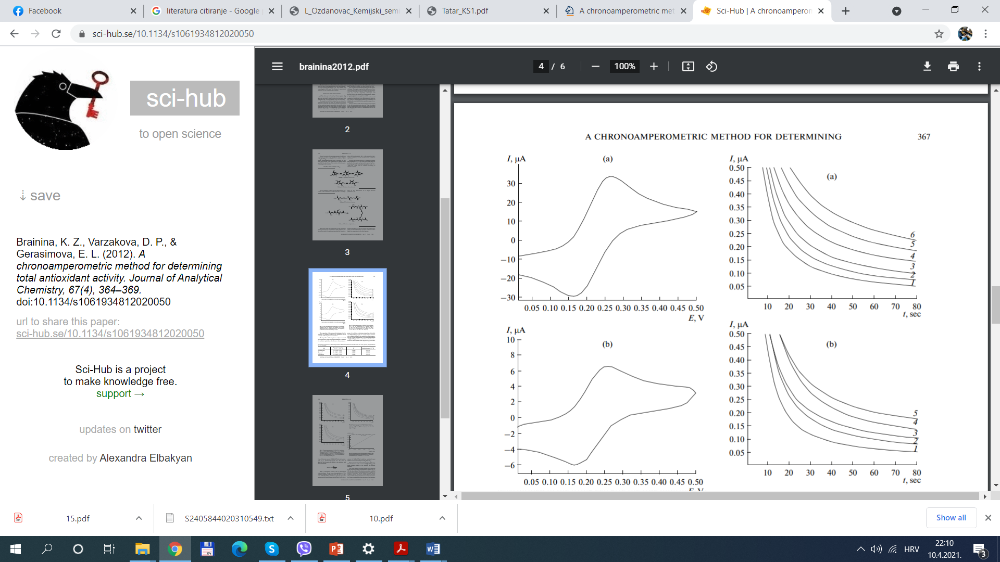 Facebook
literatura citiranje - Google
L_Ozdanovac_Kemijski_semi
Tatar_KS1.pdf
A chronoamperometric met
Sci-Hub | A chronoamperon
sci-hub.se/10.1134/s1061934812020050
sci-hub
to open science
⇣ save
Brainina, K. Z., Varzakova, D. P., &
Gerasimova, E. L. (2012). A
chronoamperometric method for determining
total antioxidant activity. Journal of Analytical
Chemistry, 67(4), 364–369.
doi:10.1134/s1061934812020050
url to share this paper:
sci-hub.se/10.1134/s1061934812020050
Sci-Hub is a project
to make knowledge free.
support →
updates on twitter
created by Alexandra Elbakyan
brainina2012.pdf
4 / 6
100%
2
3
4
5
A CHRONOAMPEROMETRIC METHOD FOR DETERMINING 367
I, μA
(a)
30
20
10
0
−10
−20
−30
0.05 0.10 0.15 0.20 0.25 0.30 0.35 0.40 0.45 0.50
E, V
I, μA
(b)
10
8
6
4
2
0
−2
−4
−6
0.05 0.10 0.15 0.20 0.25 0.30 0.35 0.40 0.45 0.50
I, μA
(a)
0.50
0.45
0.40
0.35
0.30
0.25
0.20
0.15
0.10
0.05
6
5
4
3
2
1
10 20 30 40 50 60 70 80
t, sec
I, μA
(b)
0.50
0.45
0.40
0.35
0.30
0.25
0.20
0.15
0.10
0.05
5
4
3
2
1
10 20 30 40 50 60 70 80
t, sec
15.pdf
S2405844020310549.txt
10.pdf
Show all
64
HRV
22:10
10.4.2021.
3